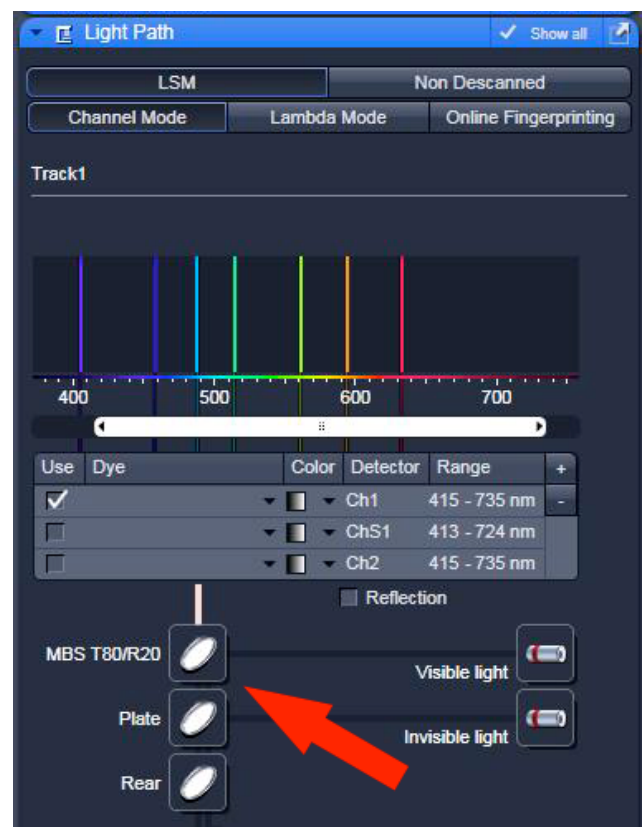 Light Path Show all
LSM Non Descanned
Channel Mode Lambda Mode Online Fingerprinting
Track1
400 500 600 700
Use Dye Color Detector Range +
Ch1 415 - 735 nm -
ChS1 413 - 724 nm
Ch2 415 - 735 nm
Reflection
MBS T80/R20
Visible light
Plate
Invisible light
Rear